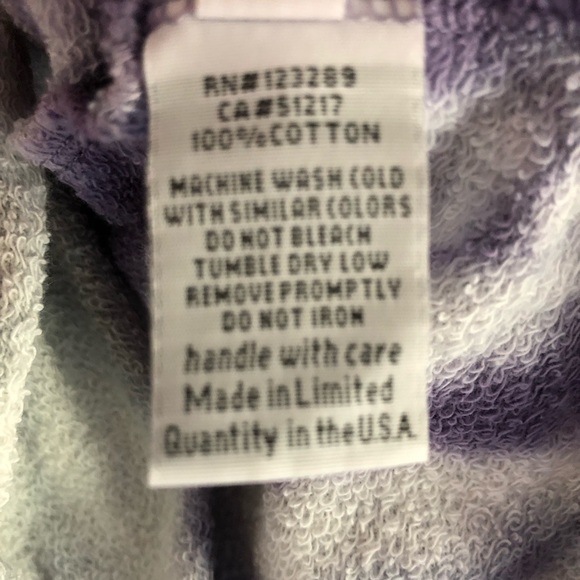 RN#123289
CA#51217
100%COTTON
MACHINE WASH COLD
WITH SIMILAR COLORS
DO NOT BLEACH
TUMBLE DRY LOW
REMOVE PROMPTLY
DO NOT IRON
handle with care
Made in Limited
Quantity in the U.S.A.